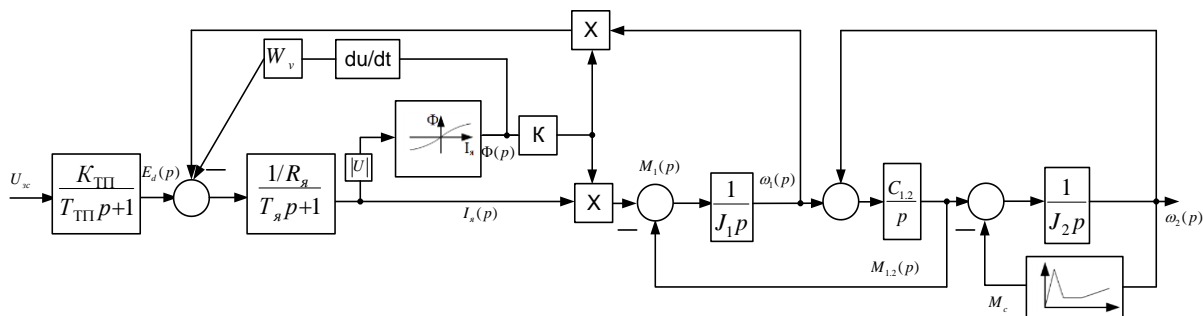 X
W_v
du/dt
Φ
I_я
Φ(p)
К
|U|
U_зс
К_ТП
T_ТП p+1
E_d(p)
1/R_я
T_я p+1
I_я(p)
X
M_1(p)
1
J_1 p
ω_1(p)
C_1.2
p
M_1.2(p)
1
J_2 p
ω_2(p)
M_c